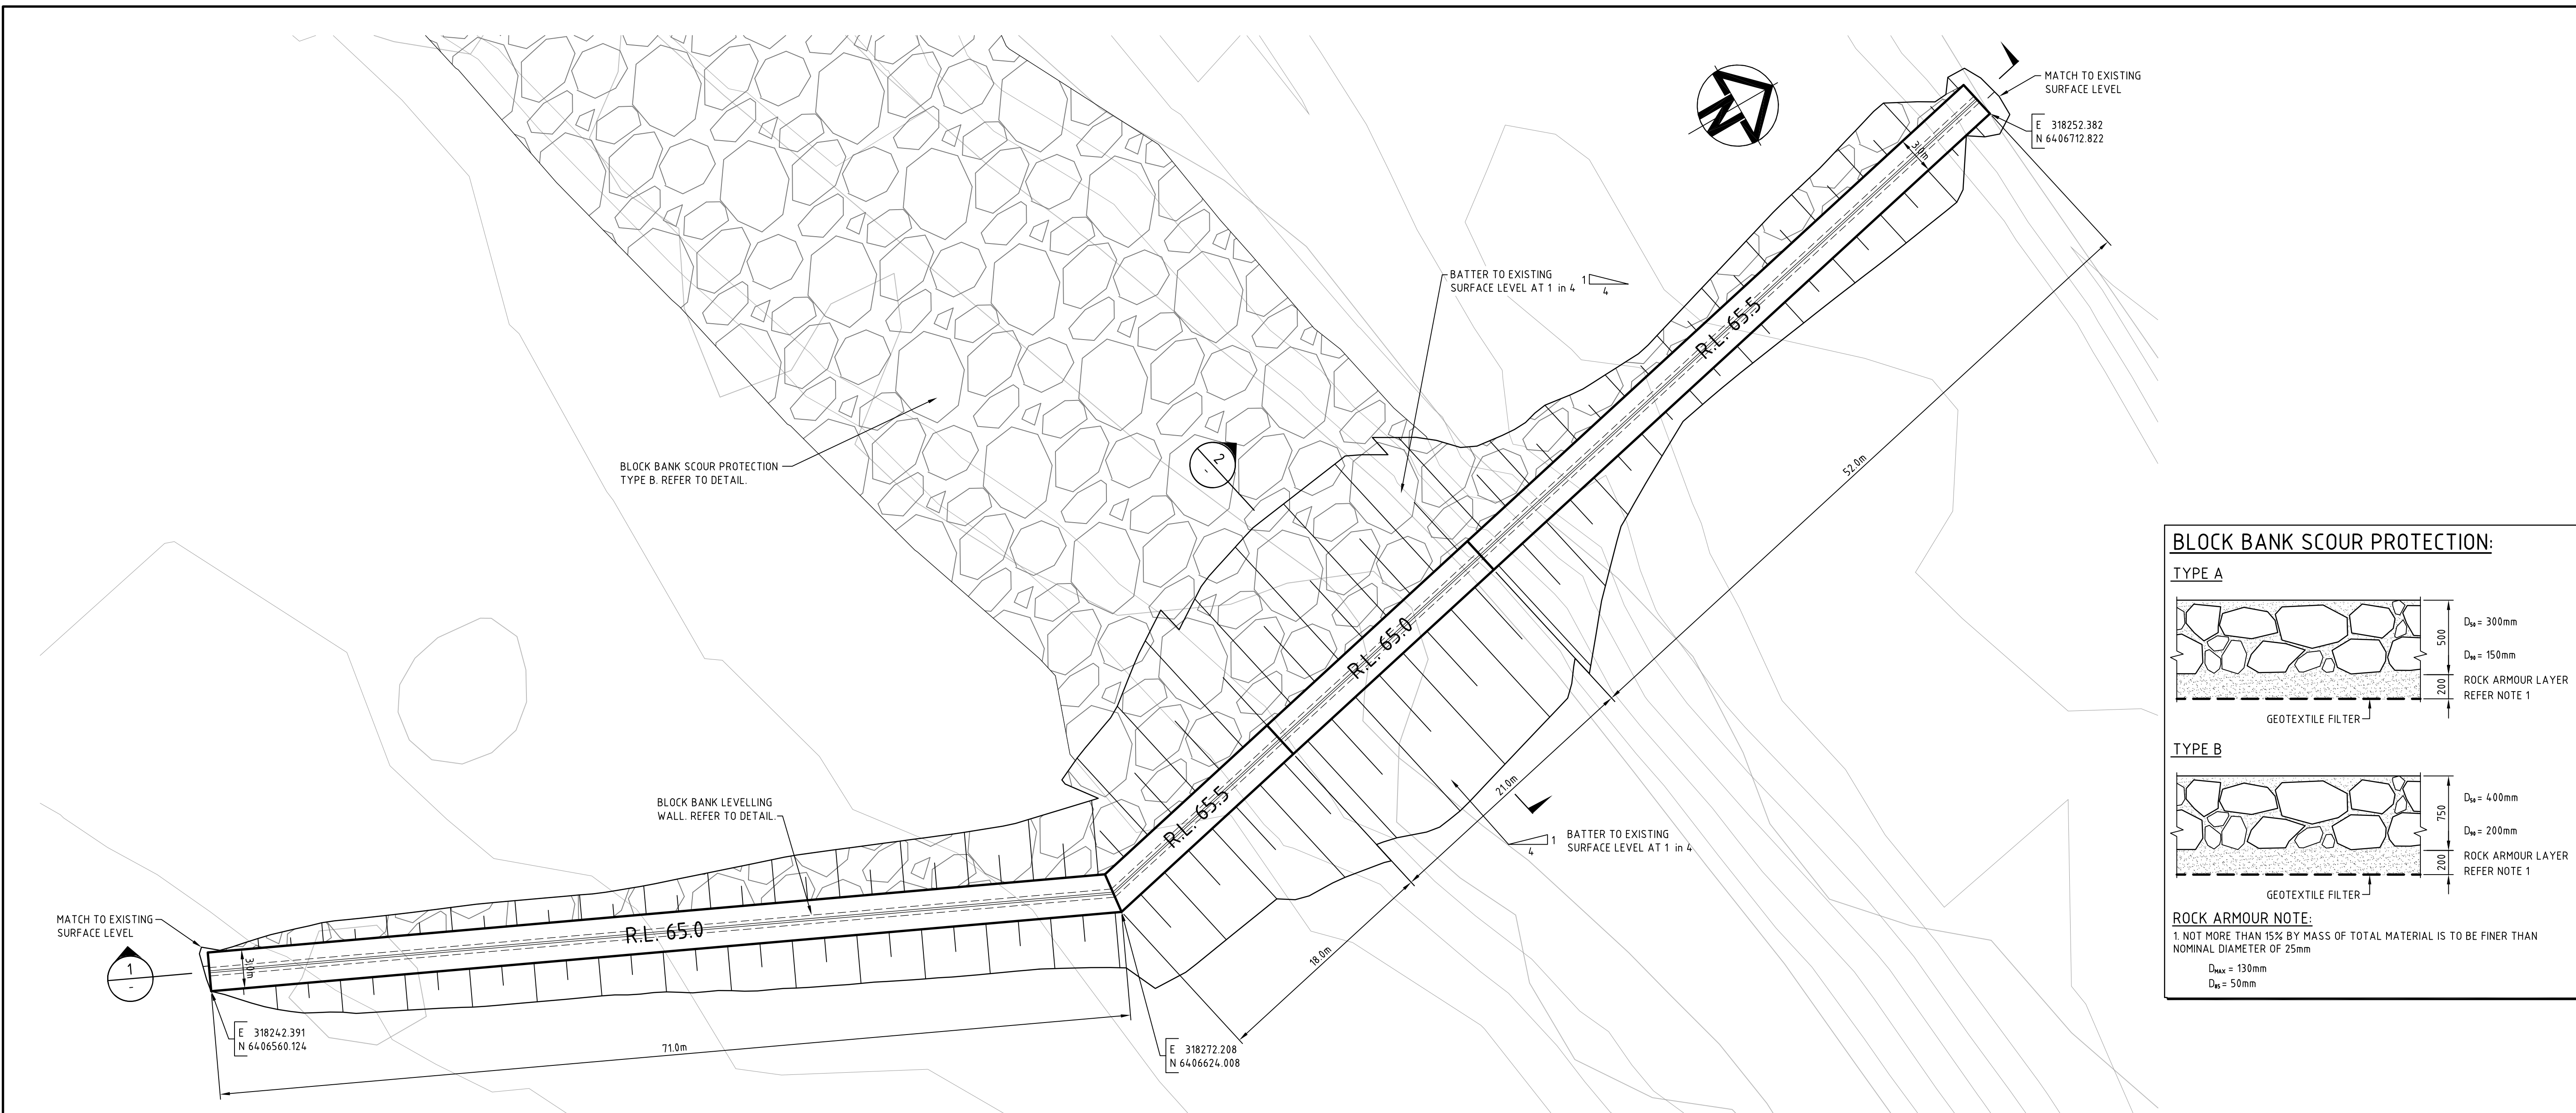 MATCH TO EXISTING
SURFACE LEVEL
E 318252.382
N 6406712.822
N
3.0m
BATTER TO EXISTING
SURFACE LEVEL AT 1 in 4
1
4
R.L. 65.5
52.0m
BLOCK BANK SCOUR PROTECTION
TYPE B. REFER TO DETAIL.
2
-
R.L. 65.0
21.0m
BATTER TO EXISTING
SURFACE LEVEL AT 1 in 4
1
4
R.L. 65.5
18.0m
BLOCK BANK LEVELLING
WALL. REFER TO DETAIL.
MATCH TO EXISTING
SURFACE LEVEL
1
-
3.0m
R.L. 65.0
E 318242.391
N 6406560.124
71.0m
E 318272.208
N 6406624.008
BLOCK BANK SCOUR PROTECTION:
TYPE A
500
200
D50 = 300mm
D90 = 150mm
ROCK ARMOUR LAYER
REFER NOTE 1
GEOTEXTILE FILTER
TYPE B
750
200
D50 = 400mm
D90 = 200mm
ROCK ARMOUR LAYER
REFER NOTE 1
GEOTEXTILE FILTER
ROCK ARMOUR NOTE:
1. NOT MORE THAN 15% BY MASS OF TOTAL MATERIAL IS TO BE FINER THAN
NOMINAL DIAMETER OF 25mm
DMAX = 130mm
D85 = 50mm